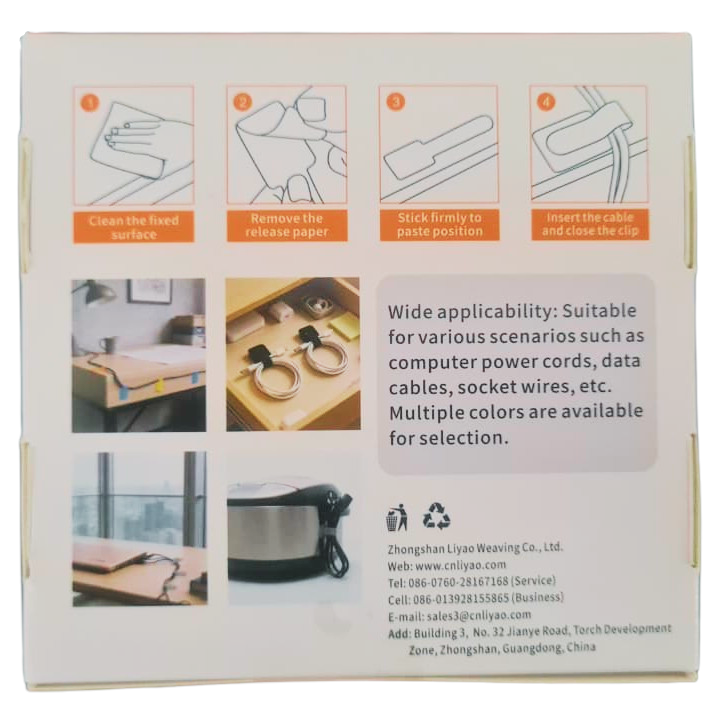 1
2
3
4
Clean the fixed
surface
Remove the
release paper
Stick firmly to
paste position
Insert the cable
and close the clip
Wide applicability: Suitable
for various scenarios such as
computer power cords, data
cables, socket wires, etc.
Multiple colors are available
for selection.
Zhongshan Liyao Weaving Co., Ltd.
Web: www.cnliyao.com
Tel: 086-0760-28167168 (Service)
Cell: 086-013928155865 (Business)
E-mail: sales3@cnliyao.com
Add: Building 3, No. 32 Jianye Road, Torch Development
Zone, Zhongshan, Guangdong, China